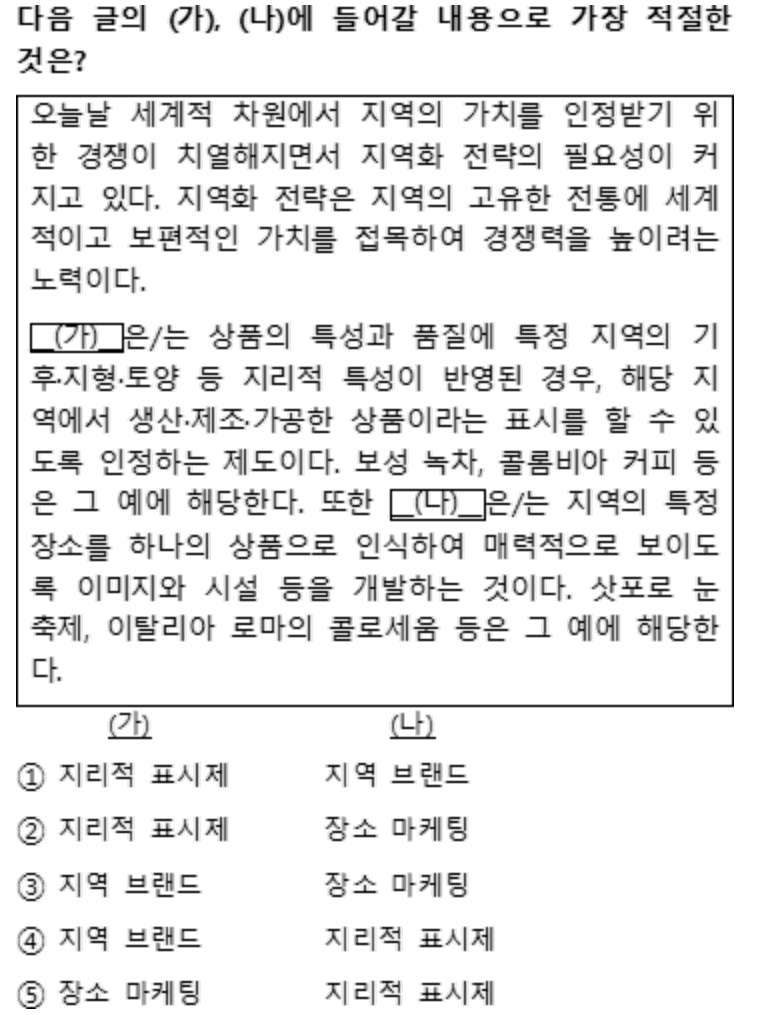 다음 글의 (가), (나)에 들어갈 내용으로 가장 적절한
것은?
오늘날 세계적 차원에서 지역의 가치를 인정받기 위
한 경쟁이 치열해지면서 지역화 전략의 필요성이 커
지고 있다. 지역화 전략은 지역의 고유한 전통에 세계
적이고 보편적인 가치를 접목하여 경쟁력을 높이려는
노력이다.
(가) 은/는 상품의 특성과 품질에 특정 지역의 기
후·지형·토양 등 지리적 특성이 반영된 경우, 해당 지
역에서 생산·제조·가공한 상품이라는 표시를 할 수 있
도록 인정하는 제도이다. 보성 녹차, 콜롬비아 커피 등
은 그 예에 해당한다. 또한 (나) 은/는 지역의 특정
장소를 하나의 상품으로 인식하여 매력적으로 보이도
록 이미지와 시설 등을 개발하는 것이다. 삿포로 눈
축제, 이탈리아 로마의 콜로세움 등은 그 예에 해당한
다.
(가) (나)
① 지리적 표시제 지역 브랜드
② 지리적 표시제 장소 마케팅
③ 지역 브랜드 장소 마케팅
④ 지역 브랜드 지리적 표시제
⑤ 장소 마케팅 지리적 표시제